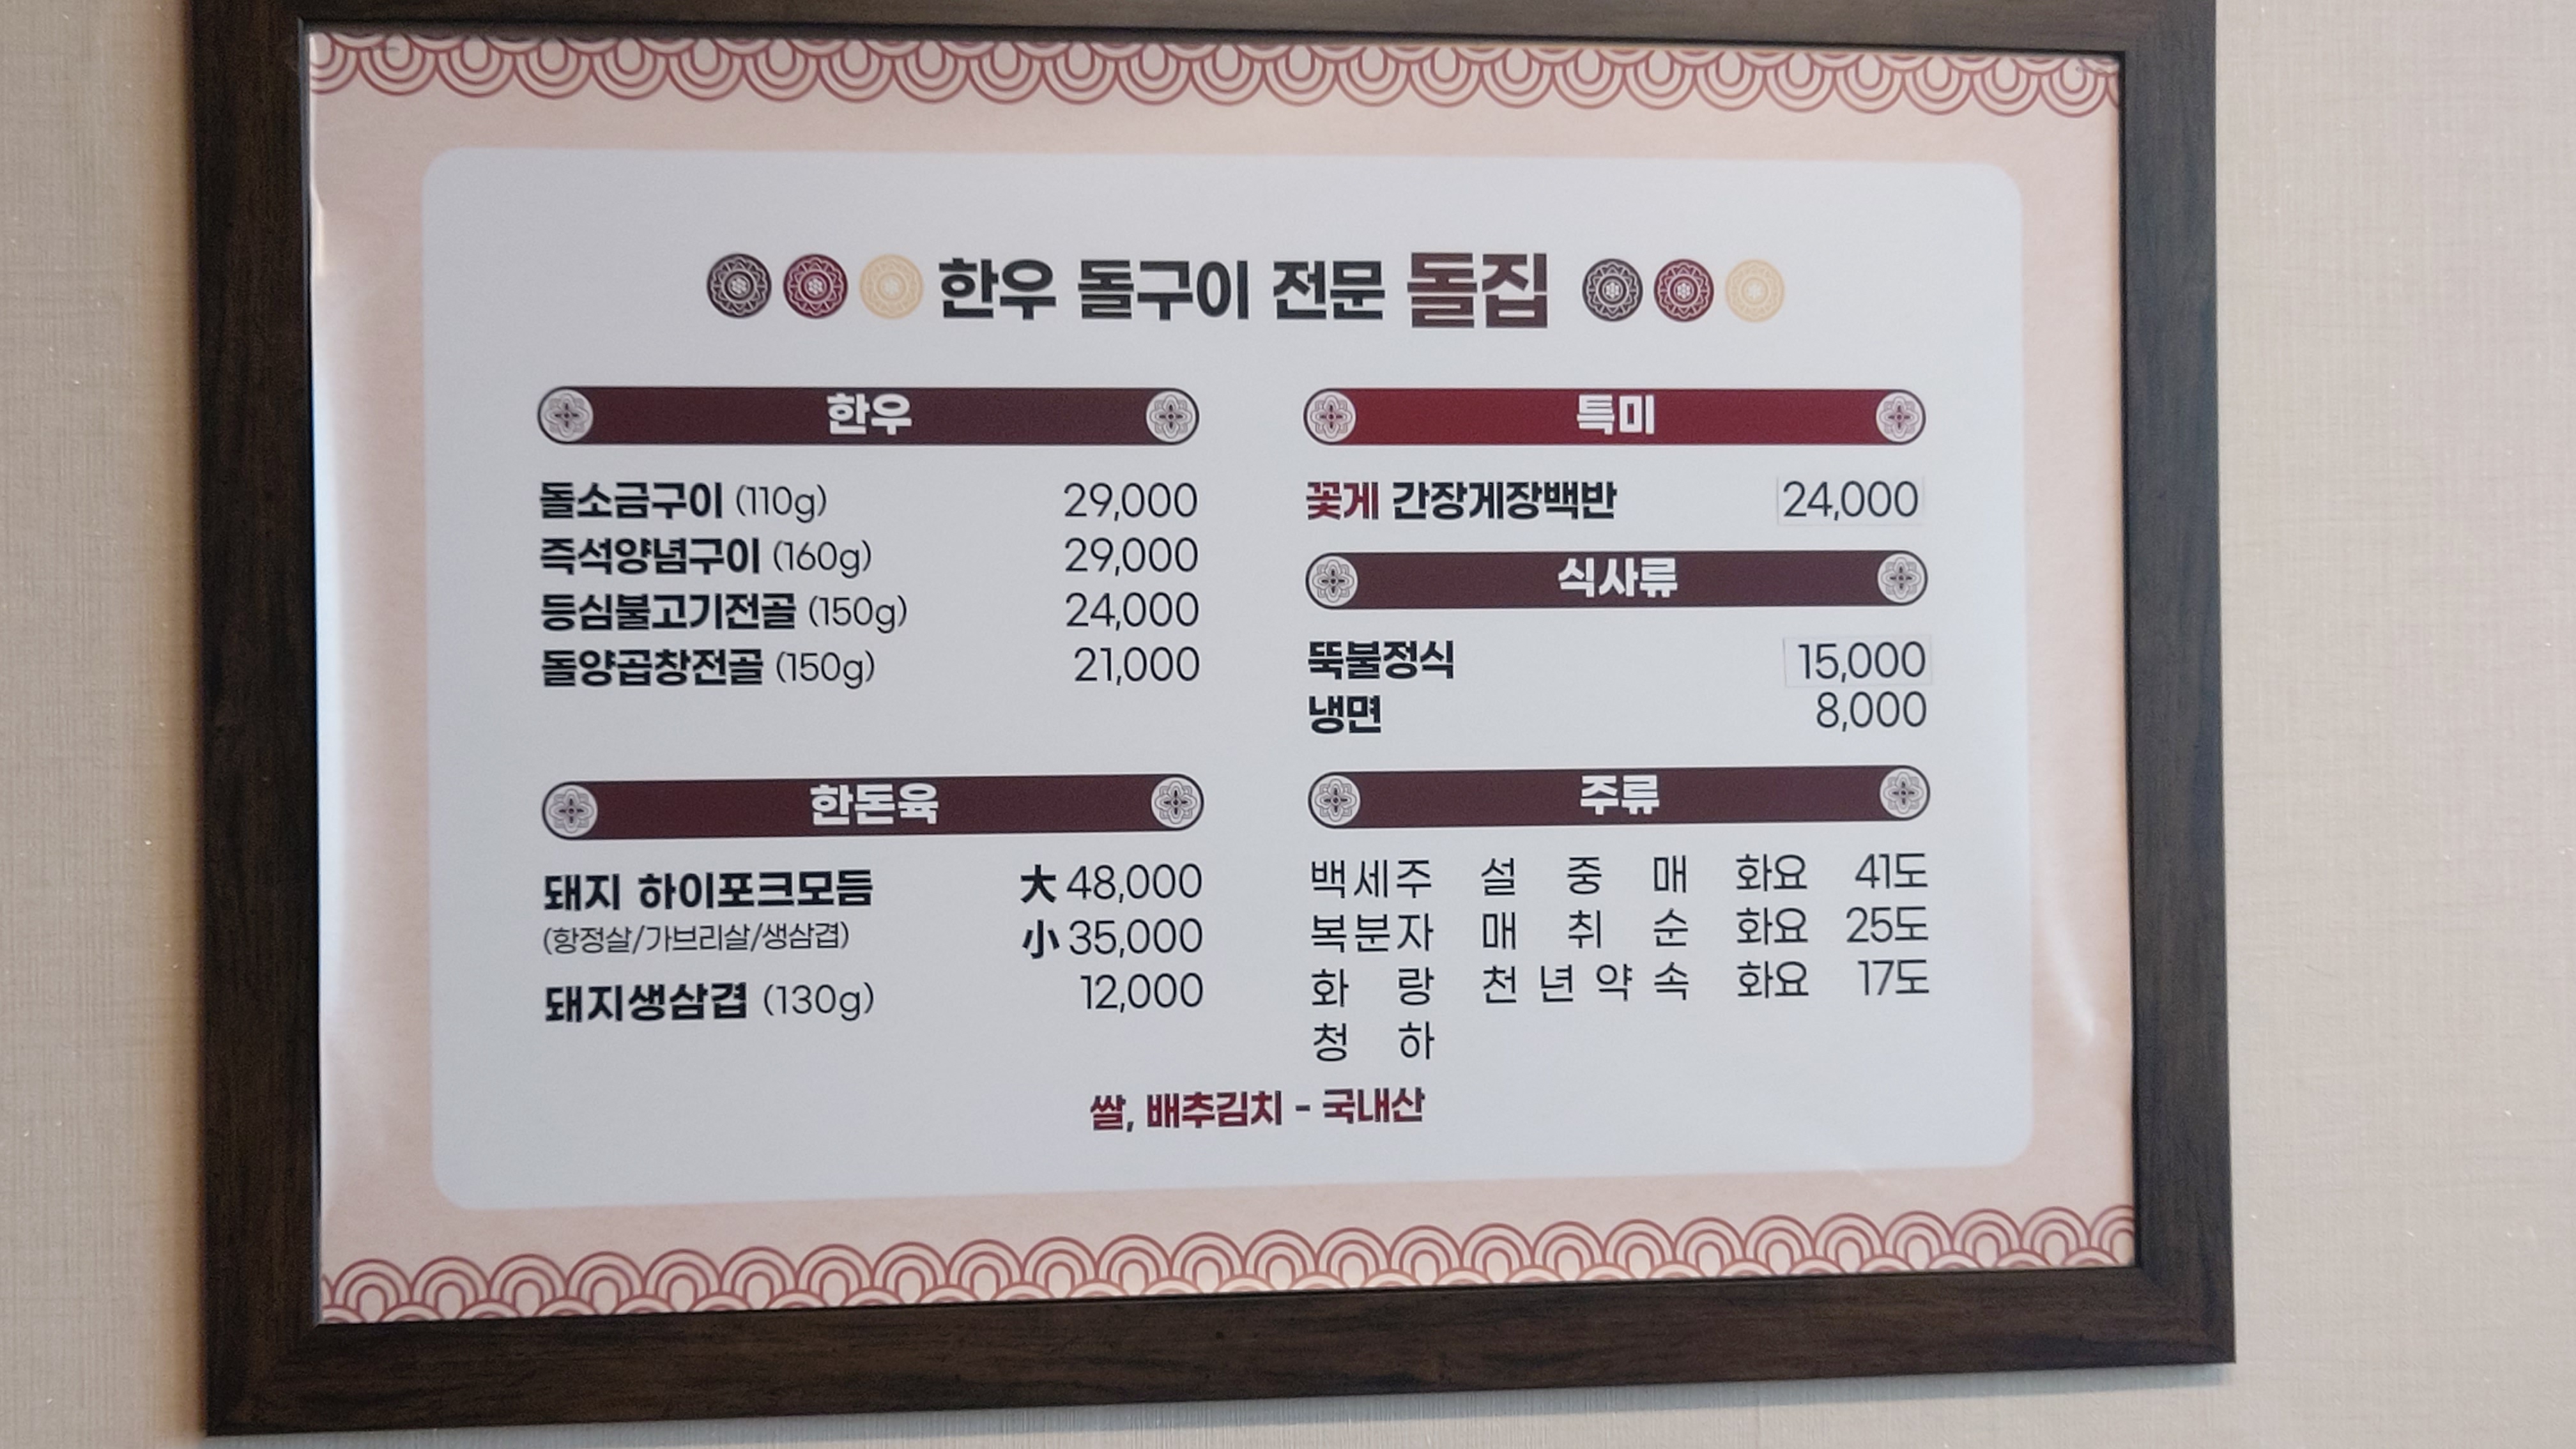 한우 돌구이 전문 돌집
한우
돌소금구이 (110g) 29,000
즉석양념구이 (160g) 29,000
등심불고기전골 (150g) 24,000
돌양곱창전골 (150g) 21,000
한돈육
돼지 하이포크모듬 大 48,000
(항정살/가브리살/생삼겹) 小 35,000
돼지생삼겹 (130g) 12,000
특미
꽃게 간장게장백반 24,000
식사류
뚝불정식 15,000
냉면 8,000
주류
백세주 설중매 화요 41도
복분자 매취순 화요 25도
화랑 천년약속 화요 17도
청하
쌀, 배추김치 - 국내산